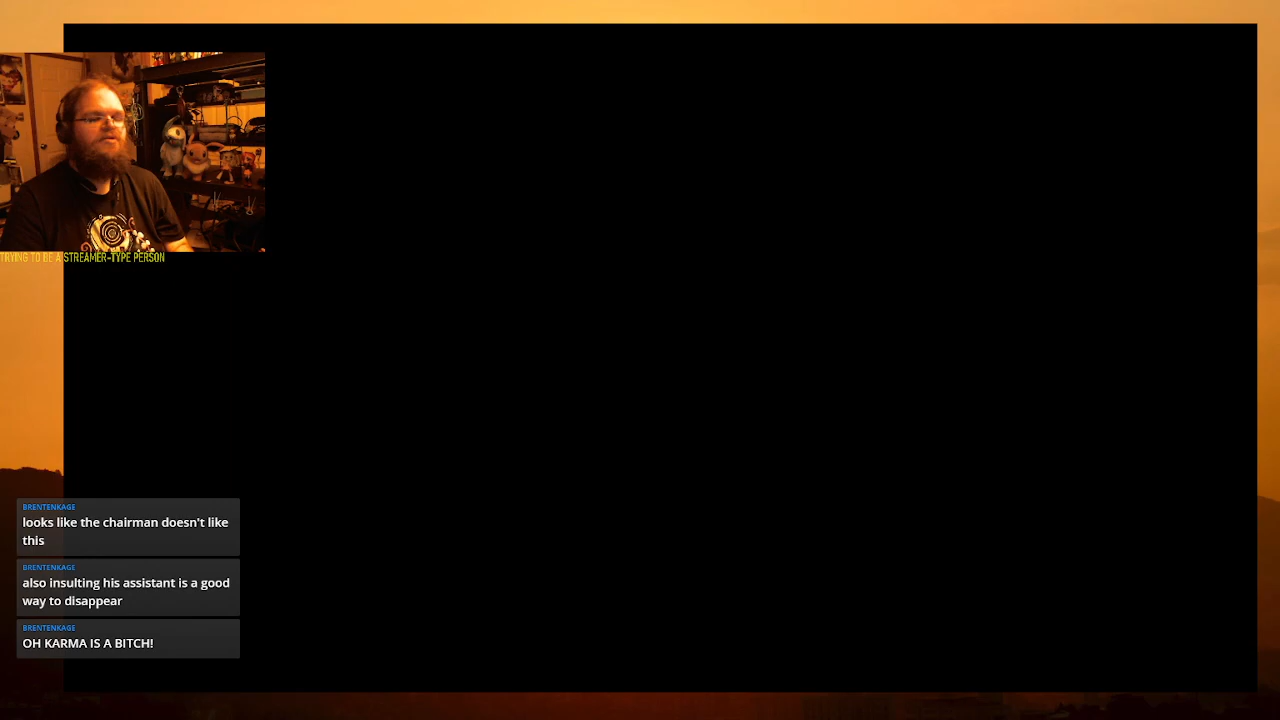 TRYING TO BE A STREAMER-TYPE PERSON
BRENTENKAGE
looks like the chairman doesn't like
this
BRENTENKAGE
also insulting his assistant is a good
way to disappear
BRENTENKAGE
OH KARMA IS A BITCH!